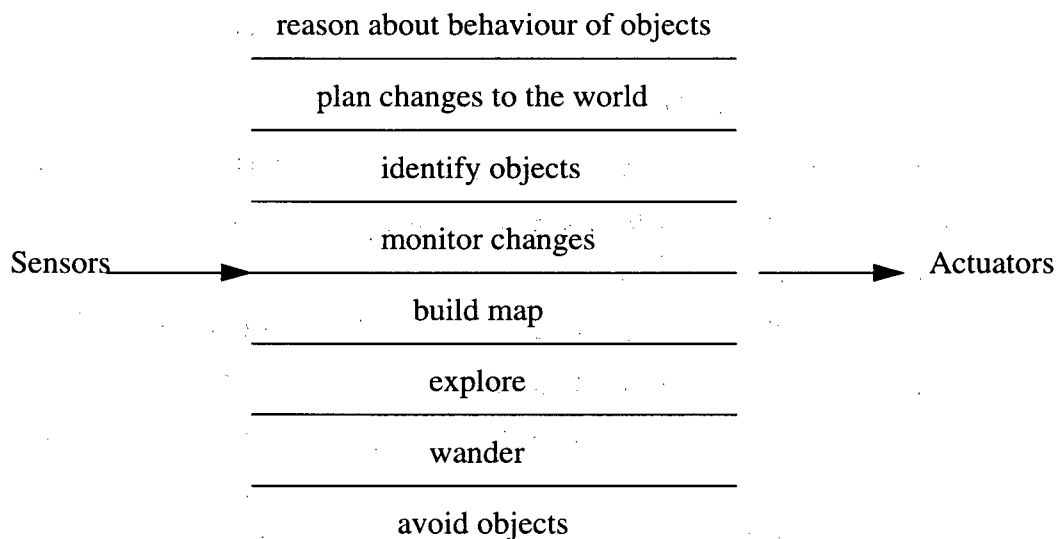 reason about behaviour of objects
plan changes to the world
identify objects
monitor changes
Sensors
Actuators
build map
explore
wander
avoid objects